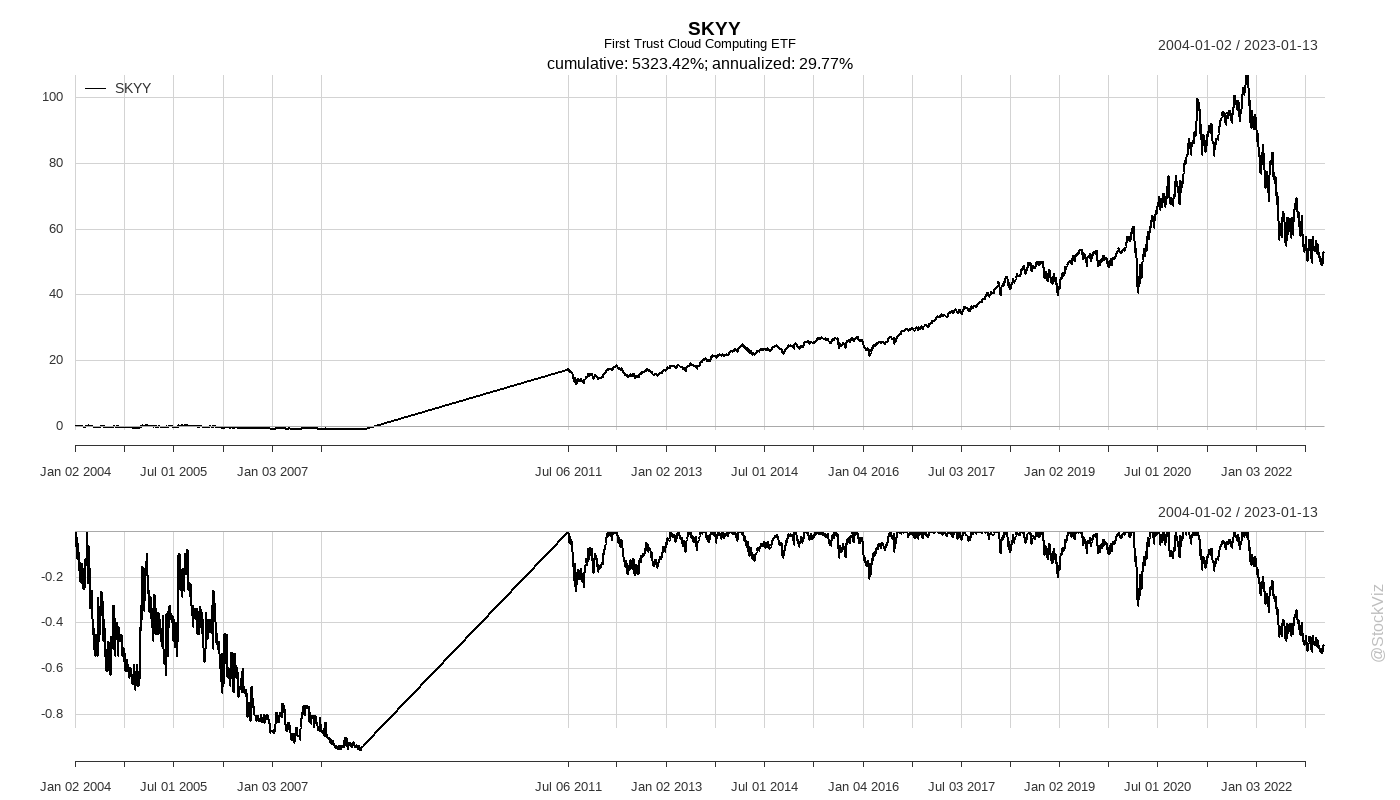 SKYY
First Trust Cloud Computing ETF
2004-01-02 / 2023-01-13
cumulative: 5323.42%; annualized: 29.77%
SKYY
100
80
60
40
20
0
Jan 02 2004 Jul 01 2005 Jan 03 2007 Jul 06 2011 Jan 02 2013 Jul 01 2014 Jan 04 2016 Jul 03 2017 Jan 02 2019 Jul 01 2020 Jan 03 2022
2004-01-02 / 2023-01-13
-0.2
-0.4
-0.6
-0.8
Jan 02 2004 Jul 01 2005 Jan 03 2007 Jul 06 2011 Jan 02 2013 Jul 01 2014 Jan 04 2016 Jul 03 2017 Jan 02 2019 Jul 01 2020 Jan 03 2022
@StockViz